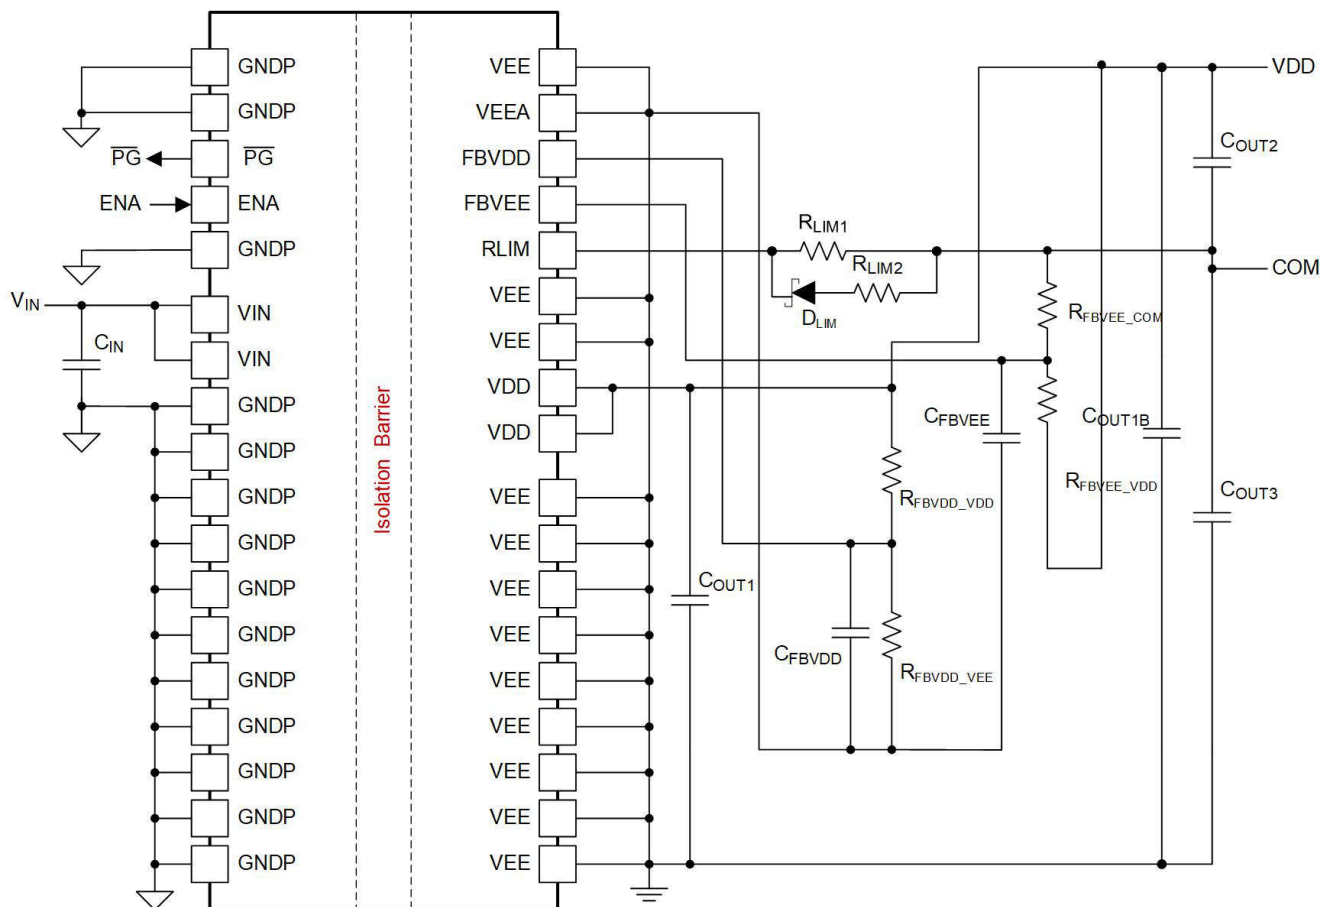 GNDP
VEE
VDD
GNDP
VEEA
COUT2
PG
PG
FBVDD
ENA
ENA
FBVEE
GNDP
RLIM
RLIM1
RLIM2
COM
VIN
VIN
VEE
DLIM
RFBVEE_COM
CIN
VIN
VEE
GNDP
VDD
CFBVEE
COUT1B
GNDP
VDD
Isolation Barrier
GNDP
VEE
RFBVDD_VDD
RFBVEE_VDD
COUT3
GNDP
VEE
GNDP
VEE
COUT1
GNDP
VEE
CFBVDD
RFBVDD_VEE
GNDP
VEE
GNDP
VEE
GNDP
VEE
GNDP
VEE
GNDP
VEE